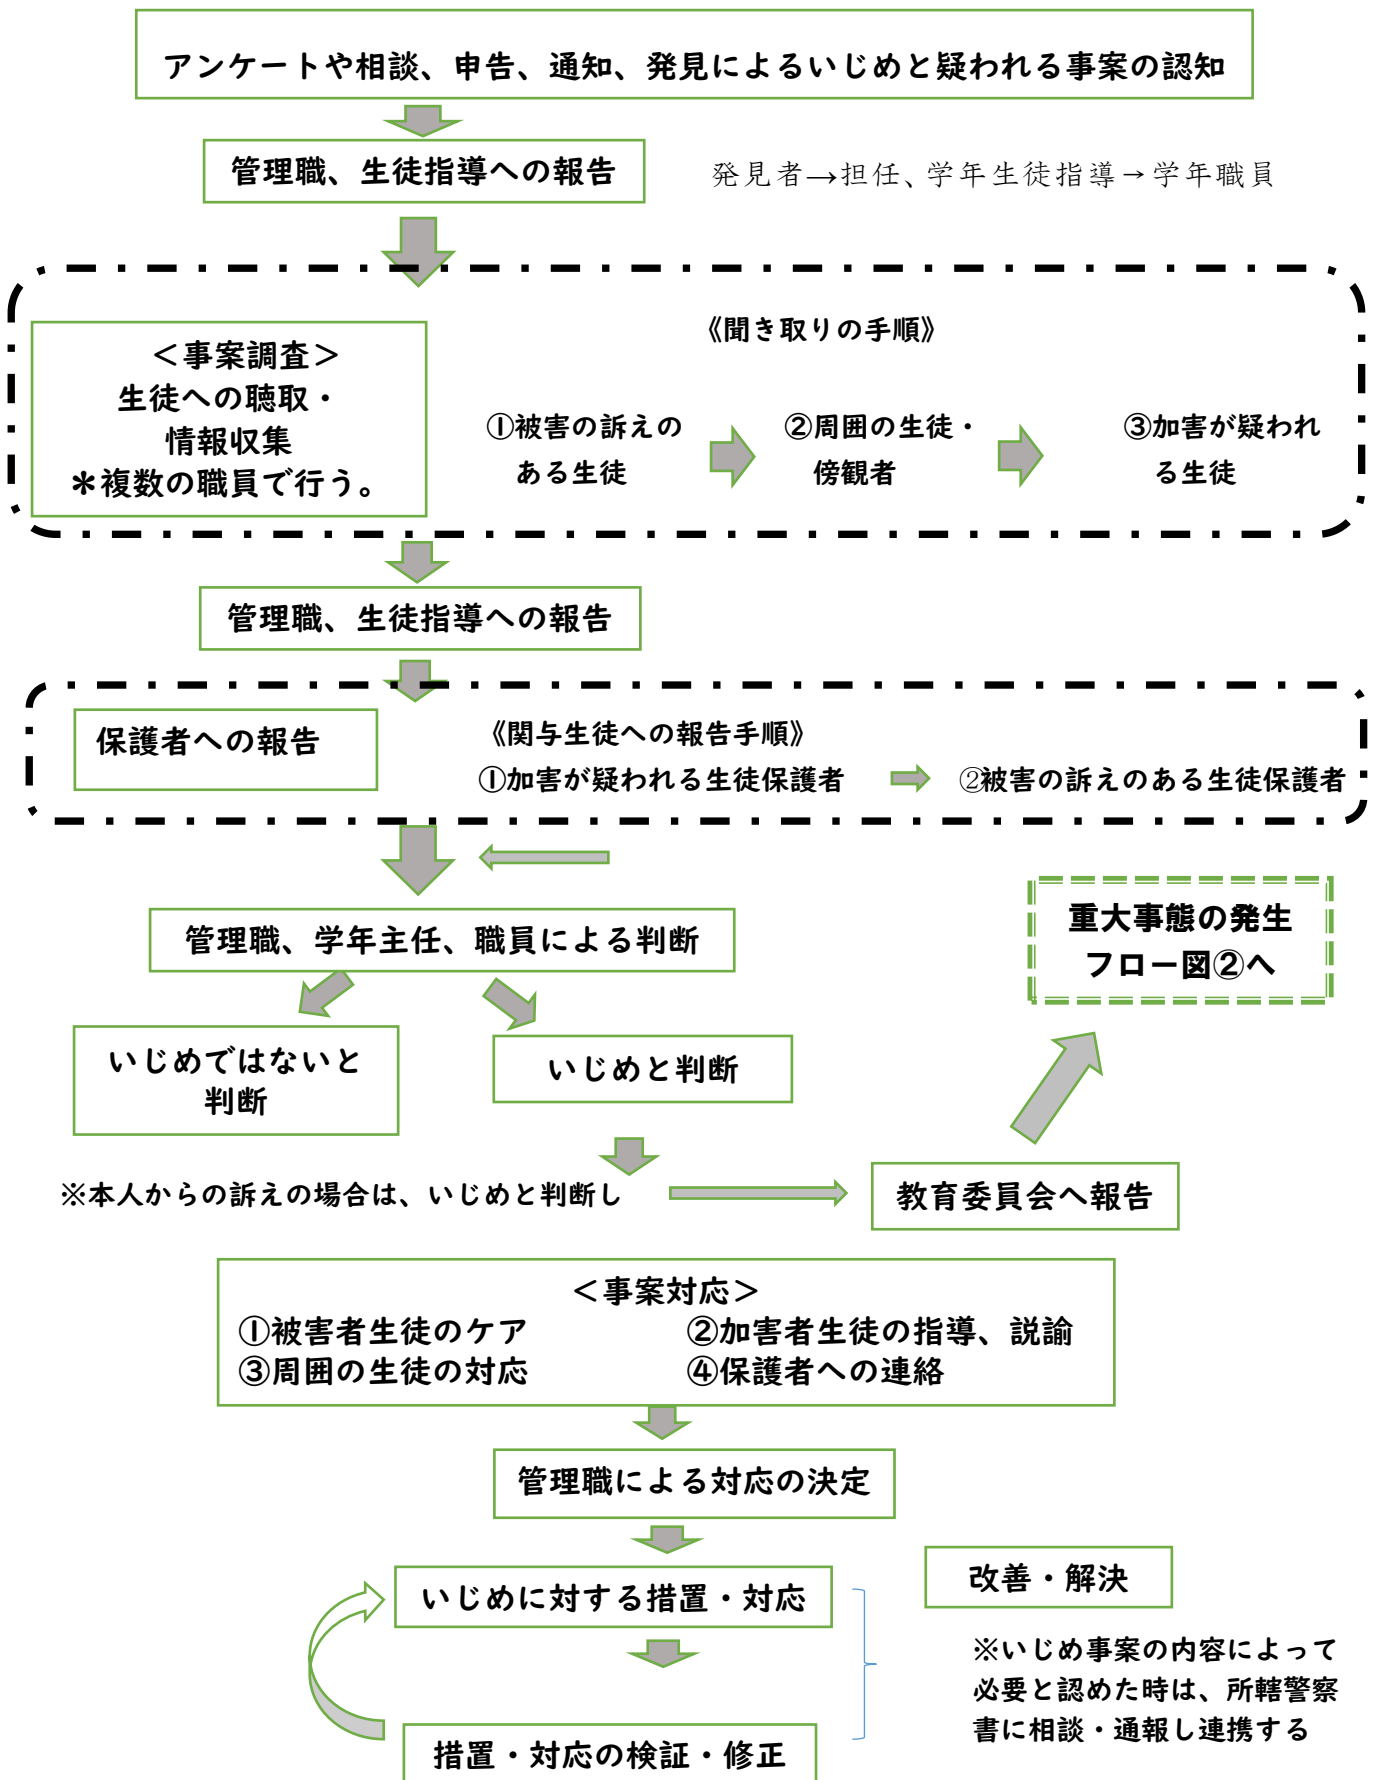 アンケートや相談、申告、通知、発見によるいじめと疑われる事案の認知
管理職、生徒指導への報告
発見者→担任、学年生徒指導→学年職員
＜事案調査＞
生徒への聴取・
情報収集
＊複数の職員で行う。
《聞き取りの手順》
①被害の訴えの
ある生徒
②周囲の生徒・
傍観者
③加害が疑われ
る生徒
管理職、生徒指導への報告
保護者への報告
《関与生徒への報告手順》
①加害が疑われる生徒保護者
②被害の訴えのある生徒保護者
管理職、学年主任、職員による判断
重大事態の発生
フロー図②へ
いじめではないと
判断
いじめと判断
※本人からの訴えの場合は、いじめと判断し
教育委員会へ報告
＜事案対応＞
①被害者生徒のケア ②加害者生徒の指導、説諭
③周囲の生徒の対応 ④保護者への連絡
管理職による対応の決定
いじめに対する措置・対応
改善・解決
※いじめ事案の内容によって
必要と認めた時は、所轄警察
書に相談・通報し連携する
措置・対応の検証・修正